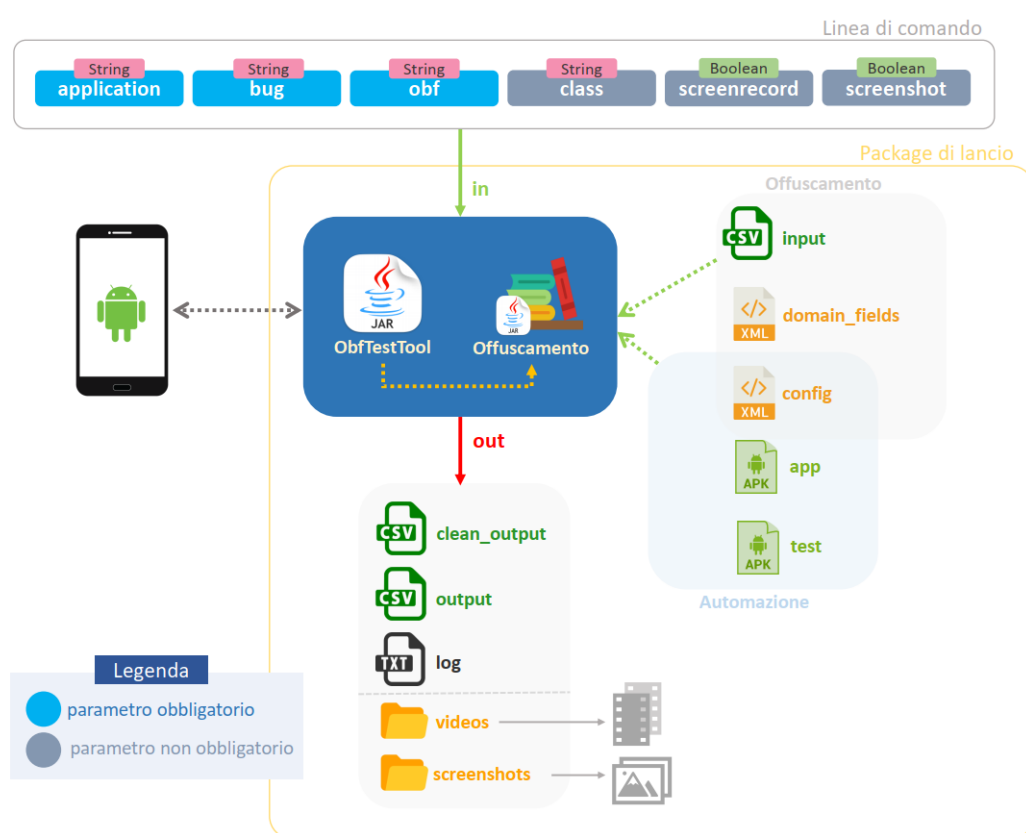 Linea di comando
String
String
String
String
Boolean
Boolean
application
bug
obf
class
screenrecord
screenshot
Package di lancio
in
Offuscamento
CSV
input
JAR
JAR
ObfTestTool
Offuscamento
</>
XML
domain_fields
</>
XML
config
out
APK
app
APK
test
Automazione
CSV
clean_output
CSV
output
TXT
log
videos
screenshots
Legenda
parametro obbligatorio
parametro non obbligatorio